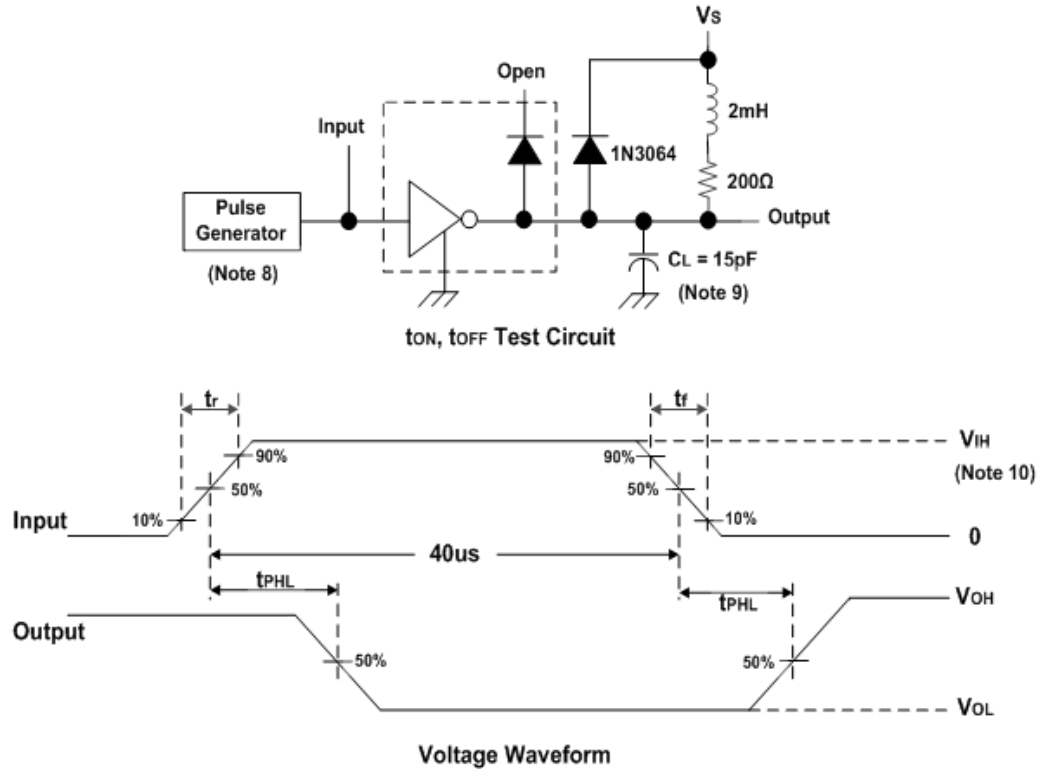 Vs
Open
2mH
Input
1N3064
200Ω
Pulse
Generator
Output
(Note 8)
CL = 15pF
(Note 9)
tON, tOFF Test Circuit
tr
tf
VIH
90%
90%
(Note 10)
50%
50%
Input
10%
10%
0
40us
tPHL
tPHL
VOH
Output
50%
50%
VOL
Voltage Waveform